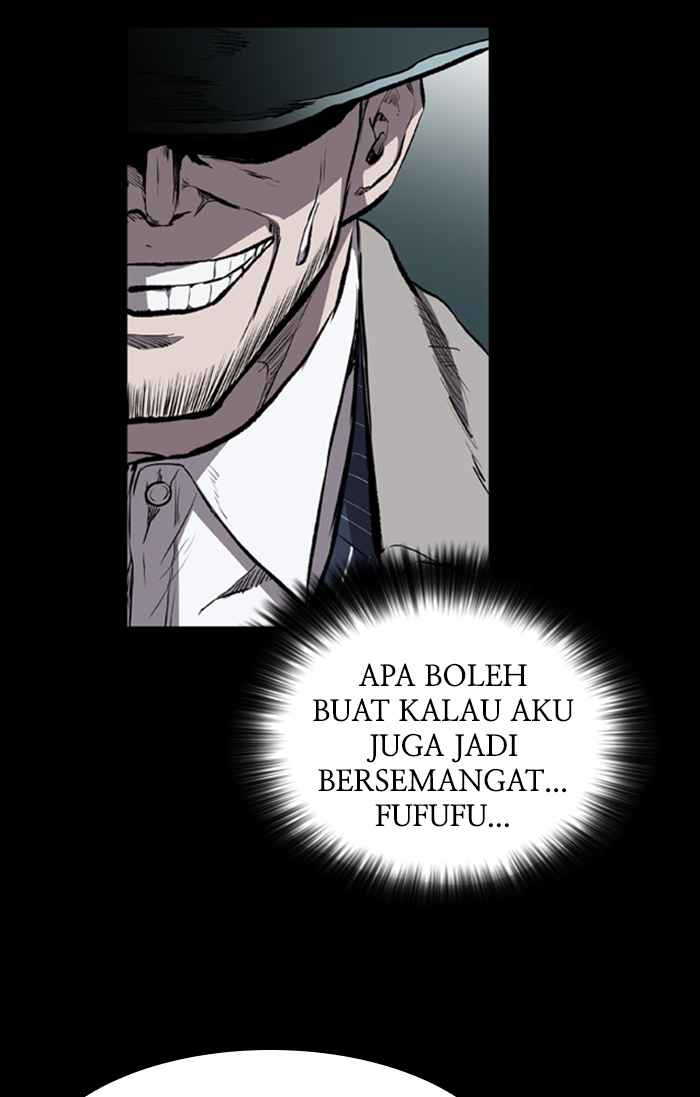 APA BOLEH
BUAT KALAU AKU
JUGA JADI
BERSEMANGAT...
FUFUFU...